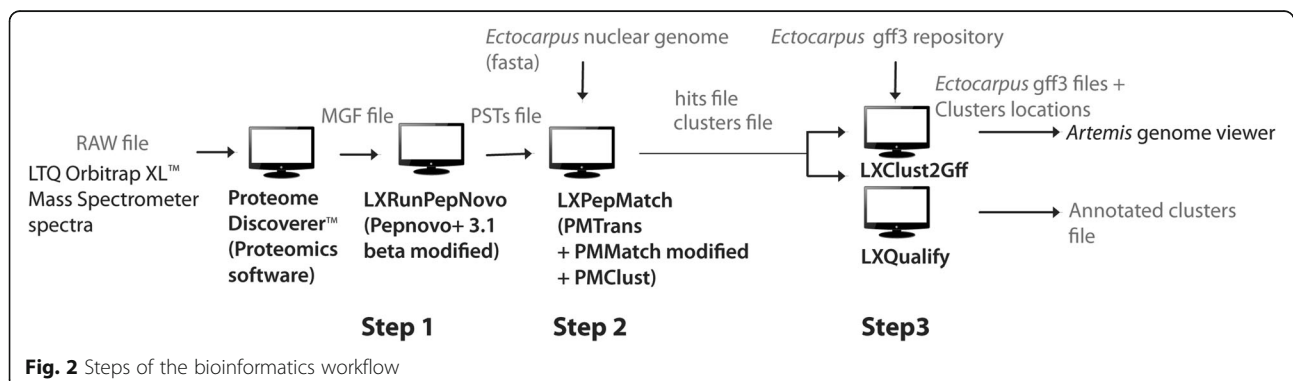 Ectocarpus nuclear genome
(fasta)
Ectocarpus gff3 repository
RAW file
LTQ Orbitrap XL™
Mass Spectrometer
spectra
MGF file
PSTs file
hits file
clusters file
Ectocarpus gff3 files +
Clusters locations
Artemis genome viewer
Proteome
Discoverer™
(Proteomics
software)
LXRunPepNovo
(Pepnovo+ 3.1
beta modified)
LXPepMatch
(PMTrans
+ PMMatch modified
+ PMClust)
LXClust2Gff
LXQualify
Annotated clusters
file
Step 1
Step 2
Step3
Fig. 2 Steps of the bioinformatics workflow